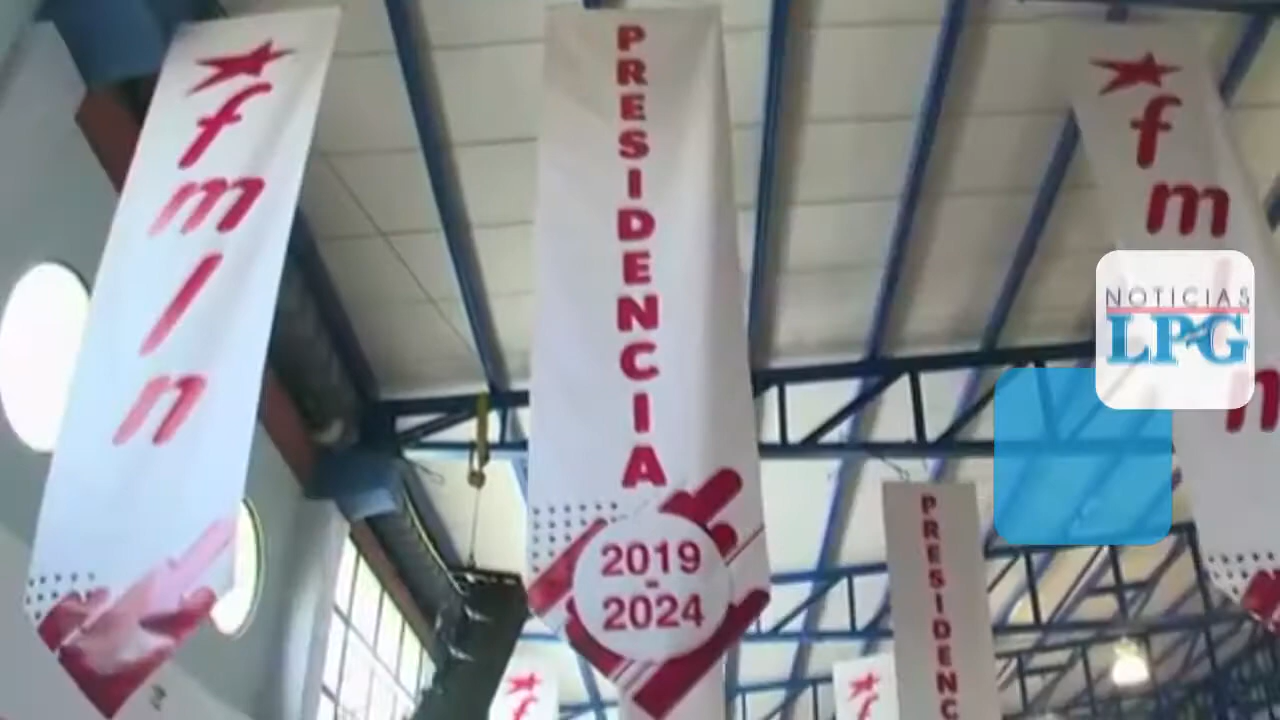 fmln
PRESIDENCIA
2019
-
2024
fm n
NOTICIAS
LPG
PRESIDENC
f
f